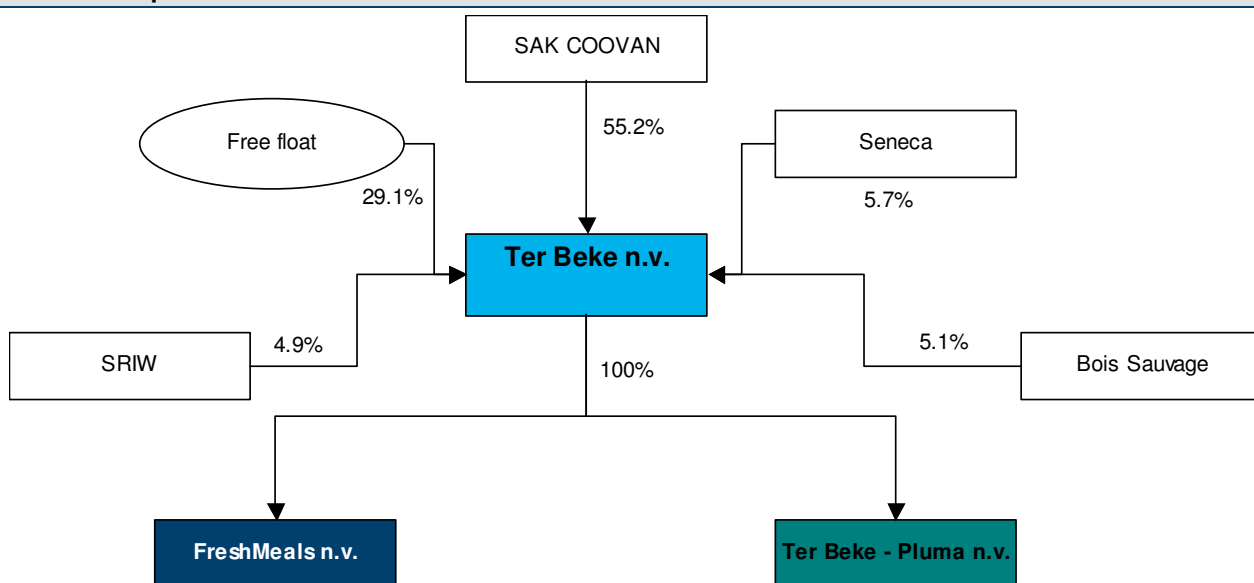 SAK COOVAN
Free float
55.2%
Seneca
29.1%
5.7%
Ter Beke n.v.
SRIW
4.9%
100%
5.1%
Bois Sauvage
FreshMeals n.v.
Ter Beke - Pluma n.v.